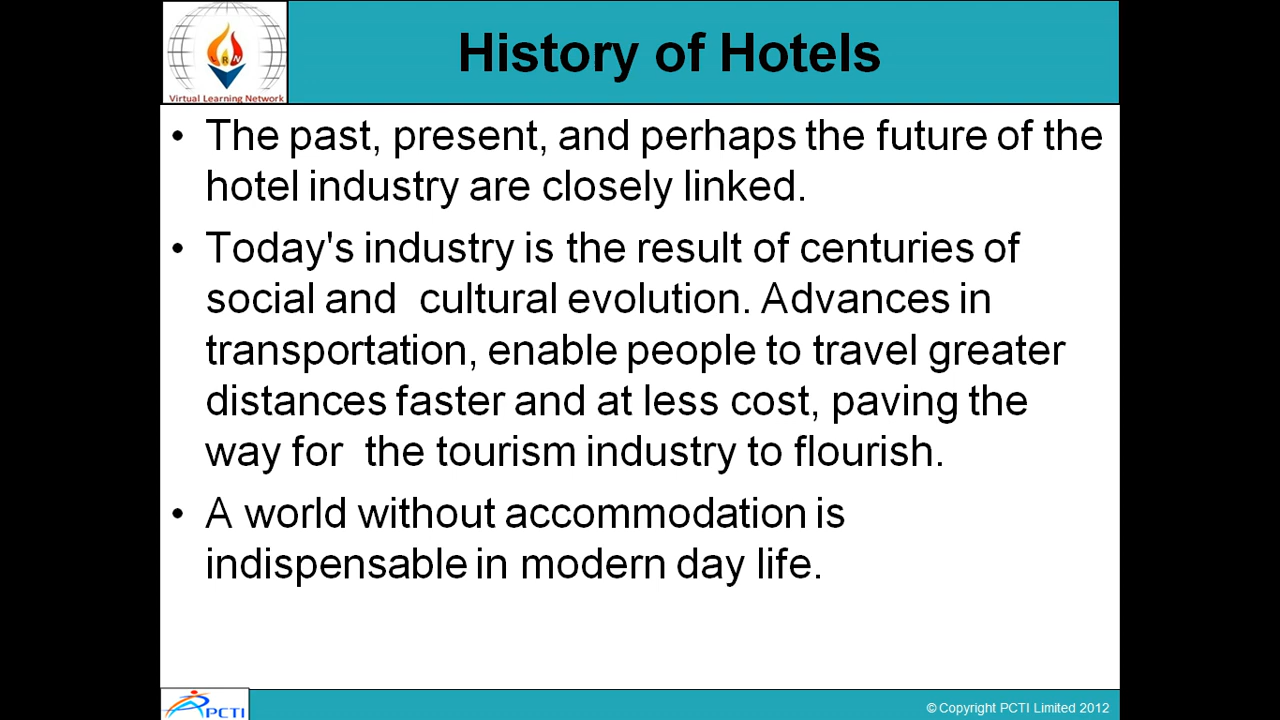 History of Hotels
LRN
Virtual Learning Network
• The past, present, and perhaps the future of the
hotel industry are closely linked.
• Today's industry is the result of centuries of
social and  cultural evolution. Advances in
transportation, enable people to travel greater
distances faster and at less cost, paving the
way for  the tourism industry to flourish.
• A world without accommodation is
indispensable in modern day life.
PCTI
© Copyright PCTI Limited 2012